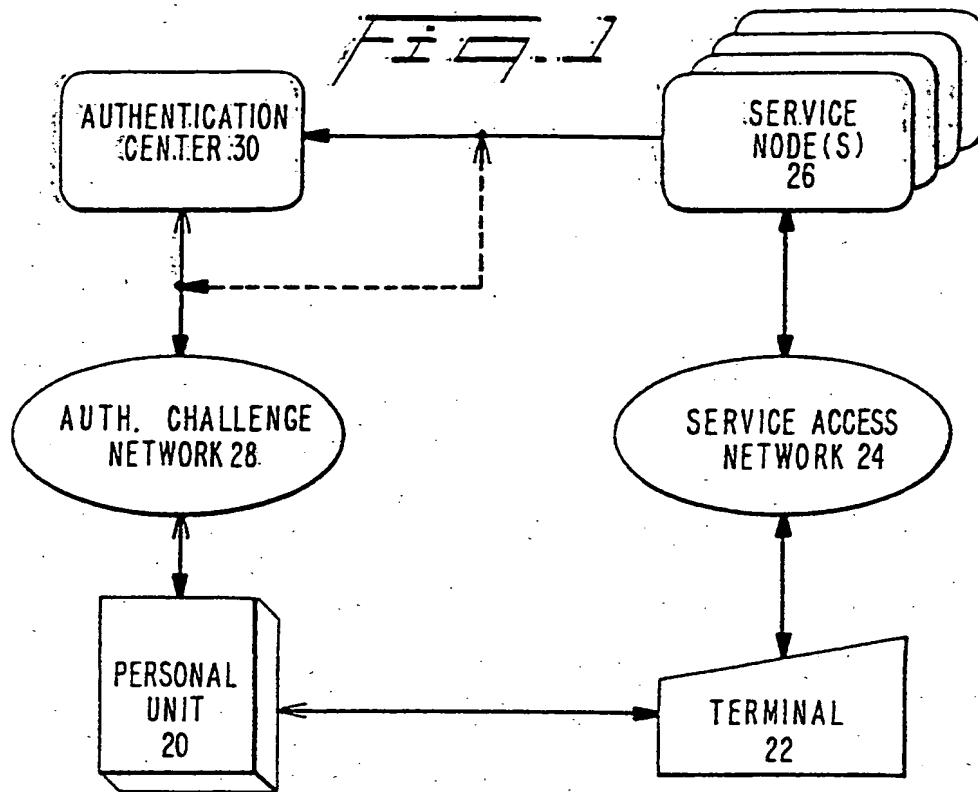 Fig. 1
AUTHENTICATION
CENTER 30
SERVICE
NODE(S)
26
AUTH. CHALLENGE
NETWORK 28
SERVICE ACCESS
NETWORK 24
PERSONAL
UNIT
20
TERMINAL
22